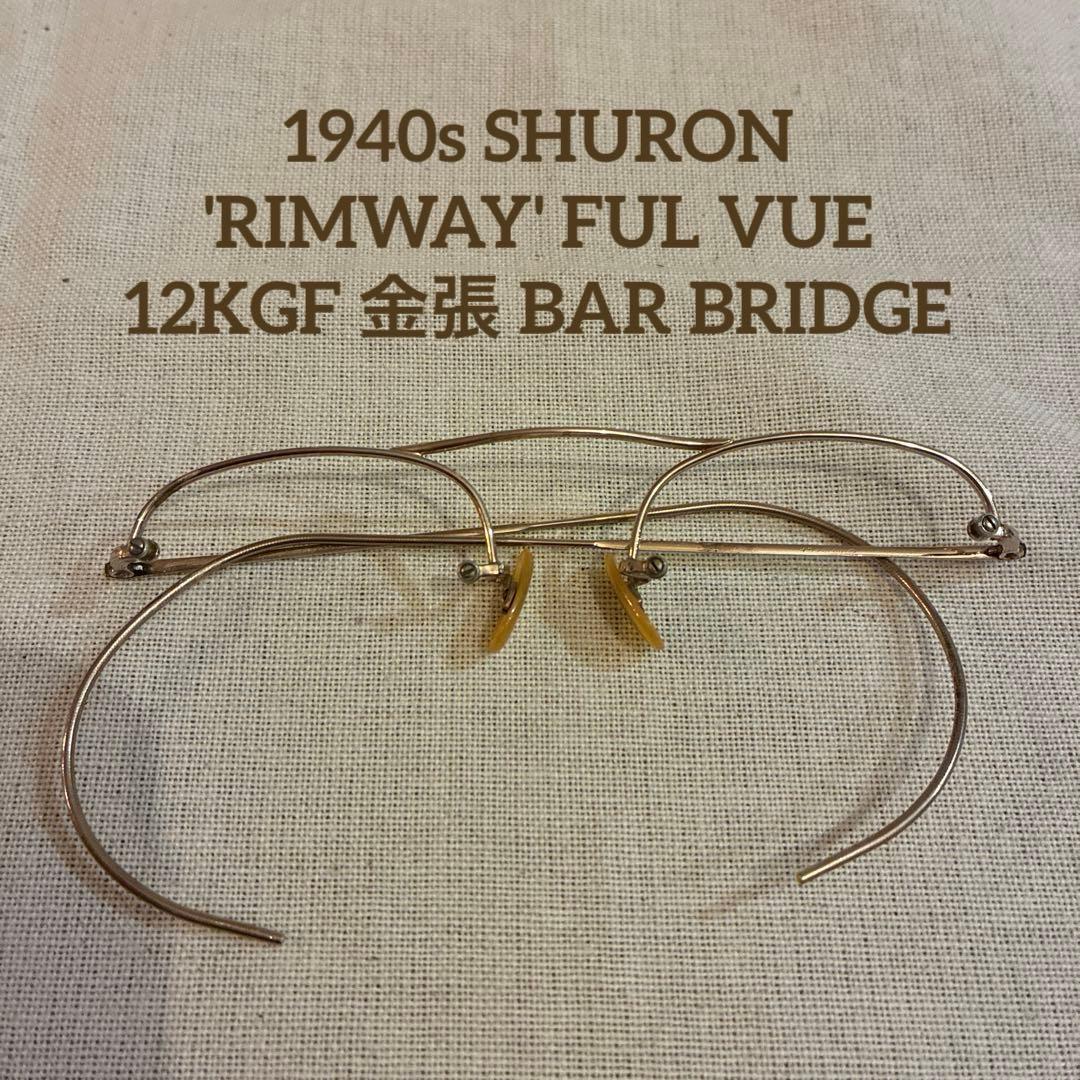 1940s SHURON
'RIMWAY' FUL VUE
12KGF 金張 BAR BRIDGE